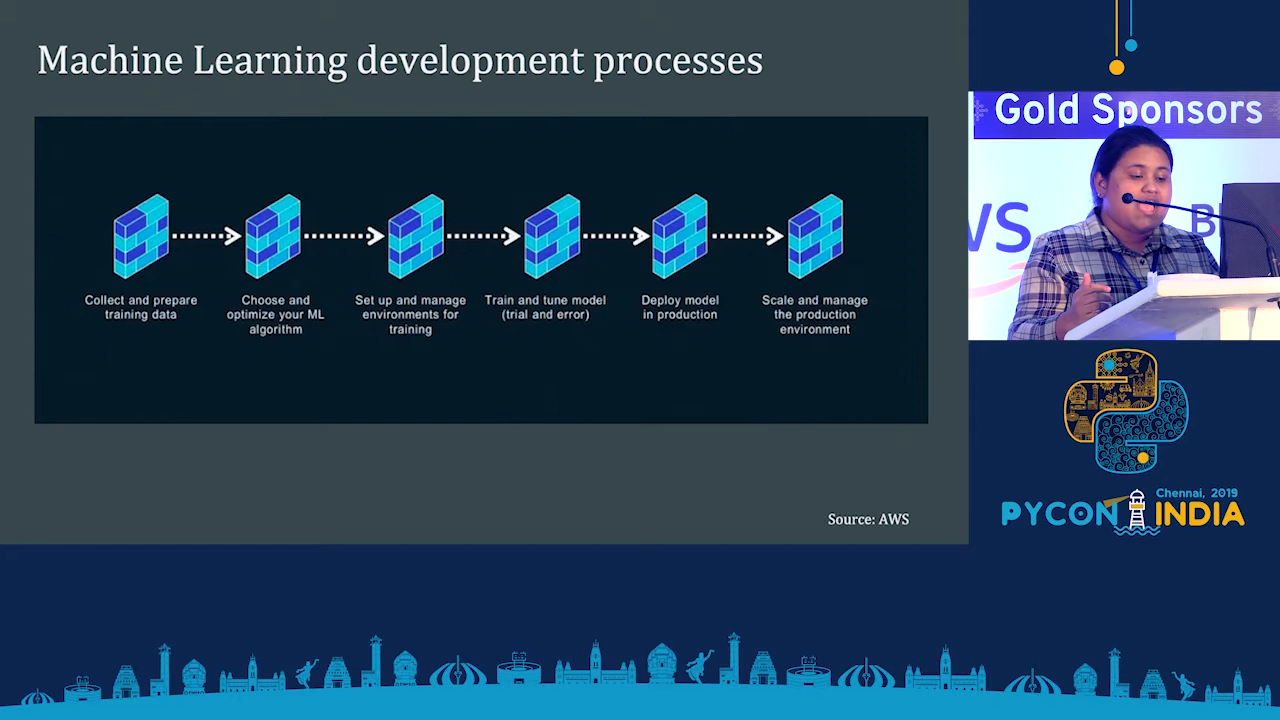 Machine Learning development processes
Collect and prepare
training data
Choose and
optimize your ML
algorithm
Set up and manage
environments for
training
Train and tune model
(trial and error)
Deploy model
in production
Scale and manage
the production
environment
Source: AWS
Gold Sponsors
Chennai, 2019
PYCON INDIA